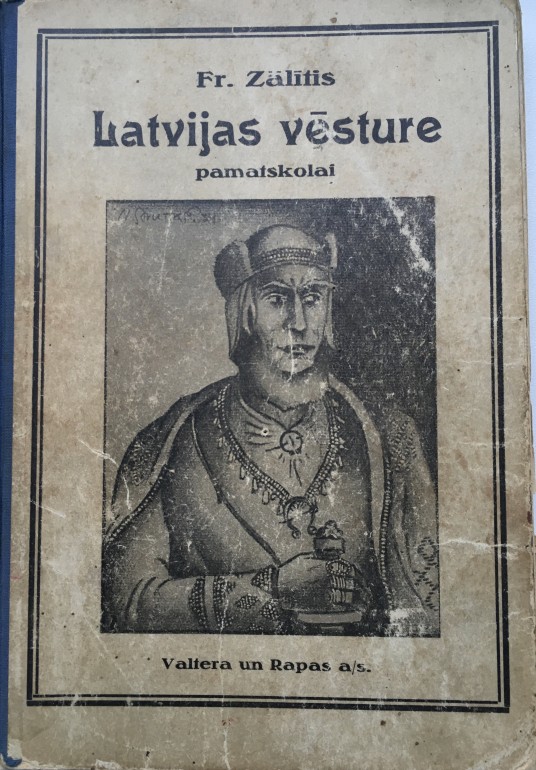 Fr. Zālītis
Latvijas vēsture
pamatskolai
Valtera un Rapas a/s.